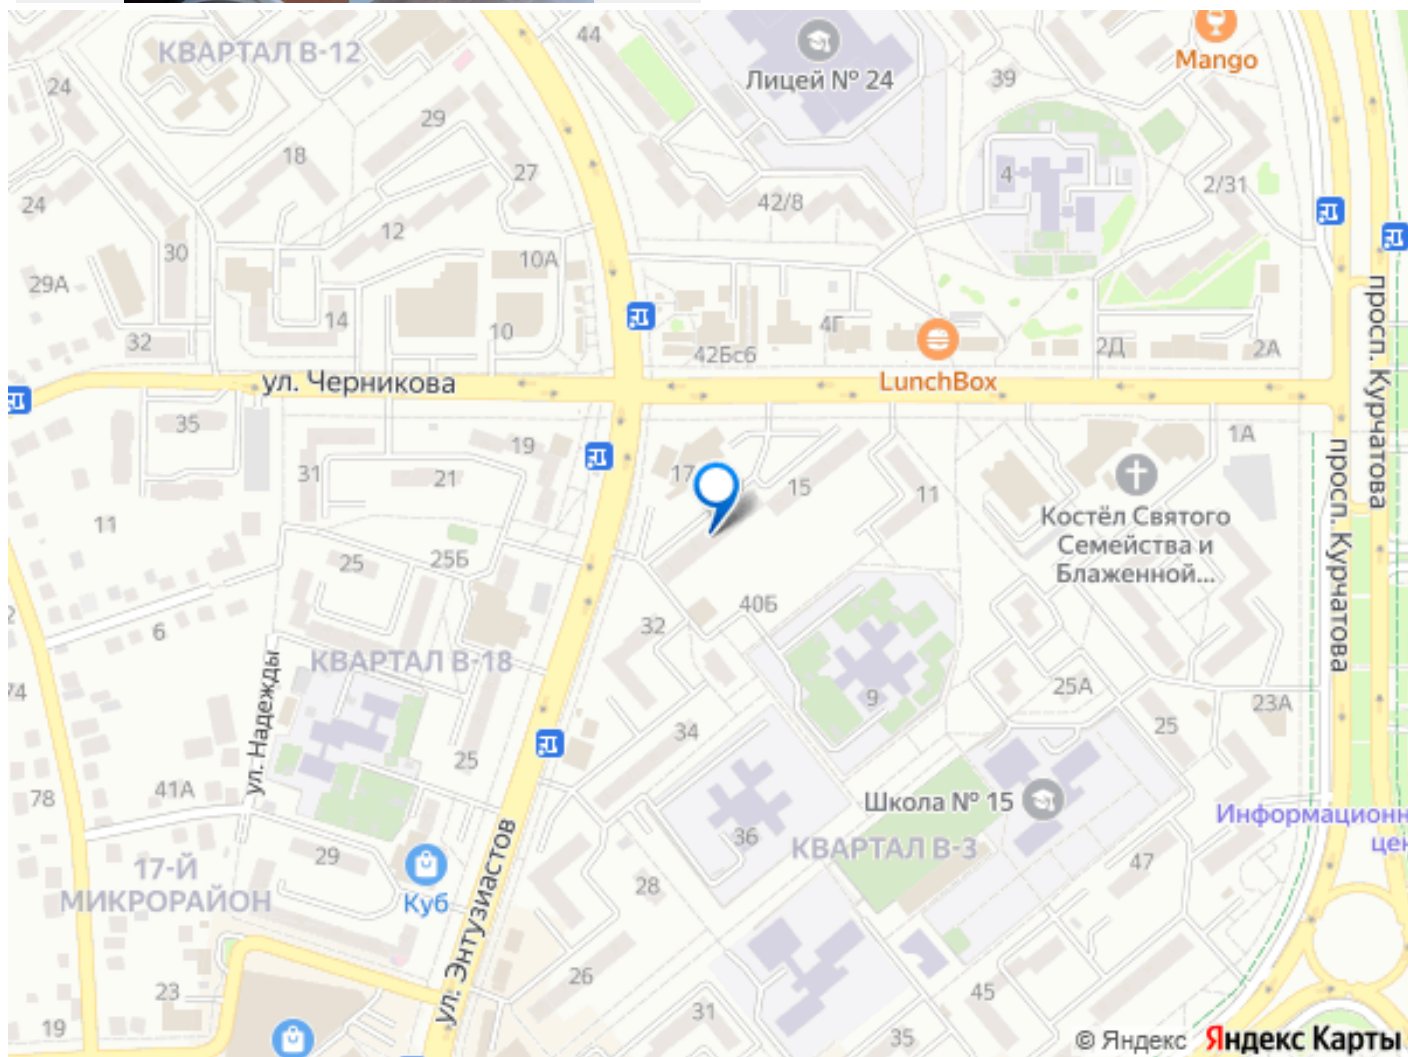 КВАРТАЛ В-12
44
Лицей № 24
Mango
39
24
29
18
27
4
2/31
24
42/8
12
30
10А
29А
14
10
4Г
32
42Бс6
2Д
2А
LunchBox
ул. Черникова
просп. Курчатова
35
19
1А
31
21
17
15
11
11
Костёл Святого
Семейства и
Блаженной...
просп. Курчатова
25
25Б
6
40Б
32
КВАРТАЛ В-18
74
ул. Надежды
9
25А
23А
25
34
25
41А
78
Школа № 15
Информационн
цен
36
КВАРТАЛ В-3
47
29
17-Й
МИКРОРАЙОН
Куб
28
ул. Энтузиастов
26
23
45
31
19
35
© Яндекс Яндекс Карты